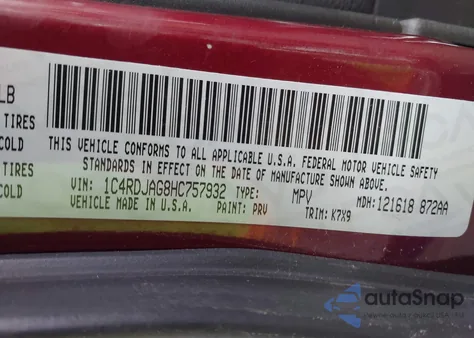 LB
TIRES
COLD
TIRES
COLD
THIS VEHICLE CONFORMS TO ALL APPLICABLE U.S.A. FEDERAL MOTOR VEHICLE SAFETY
STANDARDS IN EFFECT ON THE DATE OF MANUFACTURE SHOWN ABOVE.
VIN: 1C4RDJAG8HC757932 TYPE: MPV MDH: 121618 872AA
VEHICLE MADE IN U.S.A. PAINT: PRV TRIM: K7X9
autoSnap